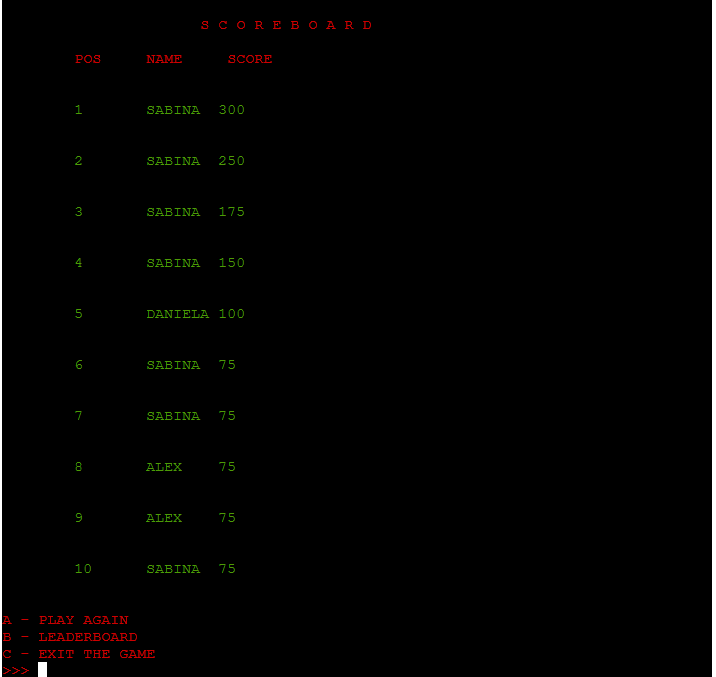 S C O R E B O A R D
POS NAME SCORE
1 SABINA 300
2 SABINA 250
3 SABINA 175
4 SABINA 150
5 DANIELA 100
6 SABINA 75
7 SABINA 75
8 ALEX 75
9 ALEX 75
10 SABINA 75
A - PLAY AGAIN
B - LEADERBOARD
C - EXIT THE GAME
>>>